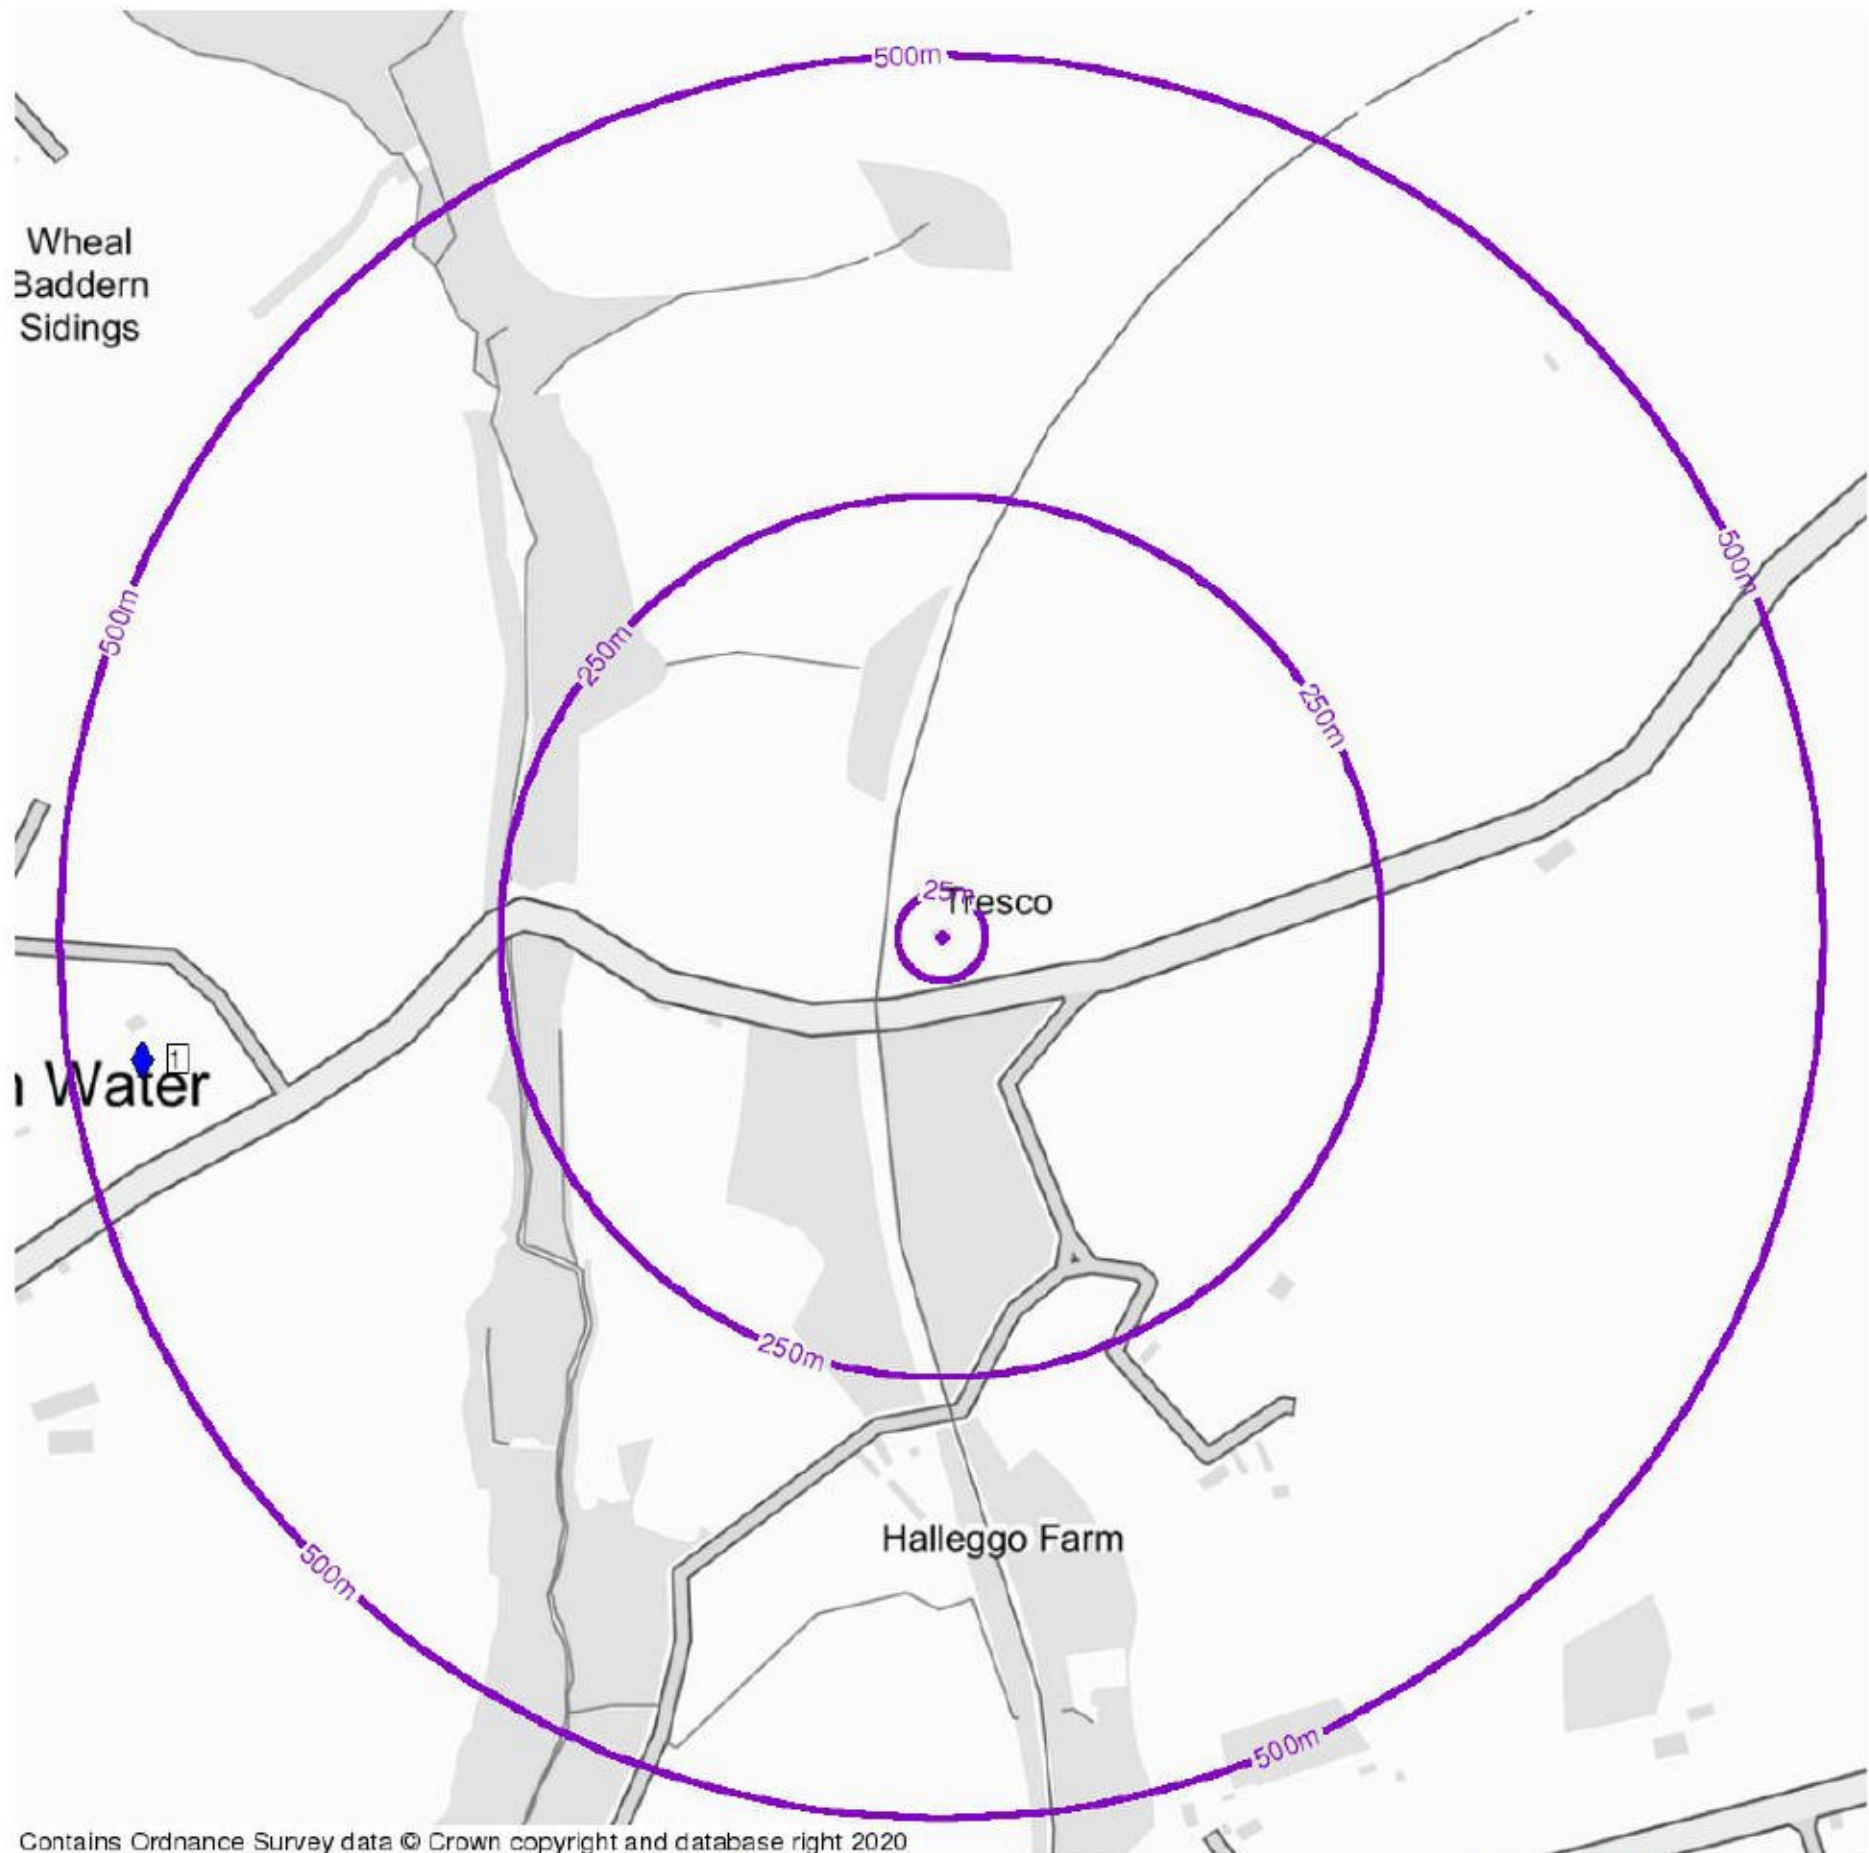 500m
Wheal
Baddern
Sidings
500m
500m
250m
250m
25m
Tresco
1
n Water
250m
Halleggo Farm
500m
500m
Contains Ordnance Survey data © Crown copyright and database right 2020